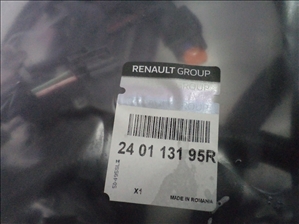 RENAULT GROUP
24 01 131 95R
X1
MADE IN ROMANIA